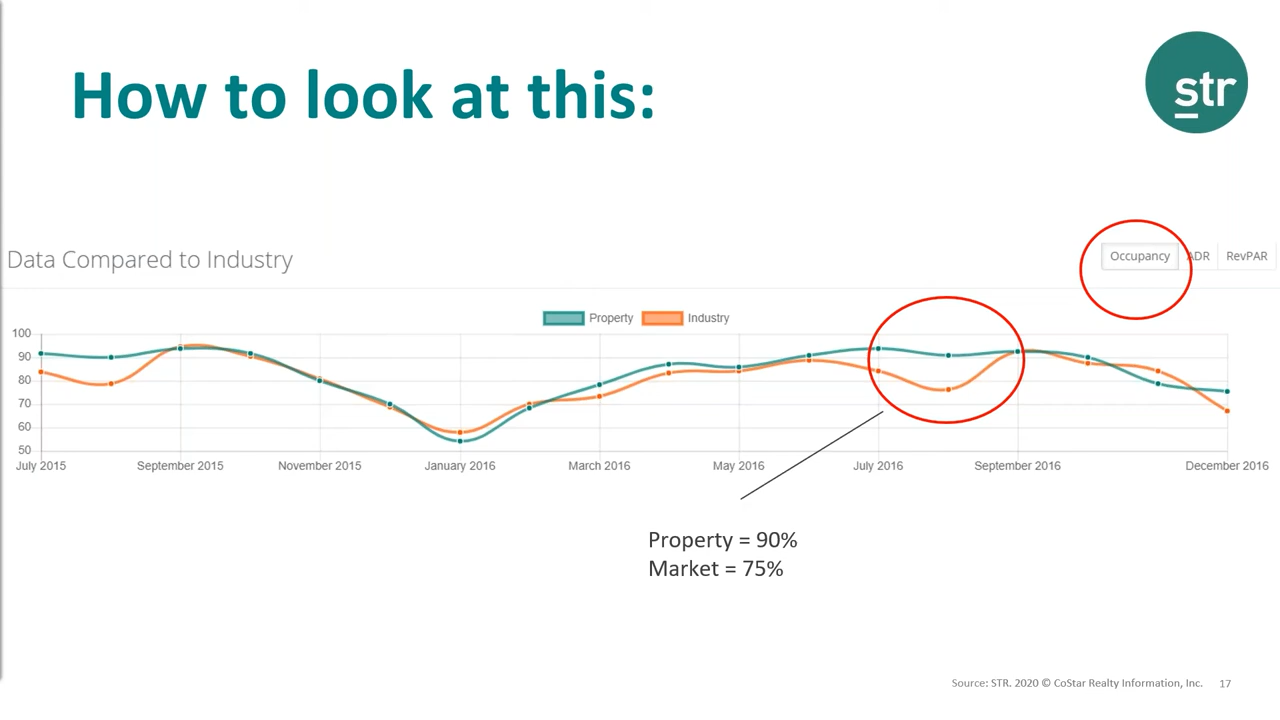 How to look at this:
str
Data Compared to Industry
Occupancy ADR RevPAR
Property Industry
100
90
80
70
60
50
July 2015 September 2015 November 2015 January 2016 March 2016 May 2016 July 2016 September 2016 December 2016
Property = 90%
Market = 75%
Source: STR. 2020 © CoStar Realty Information, Inc. 17